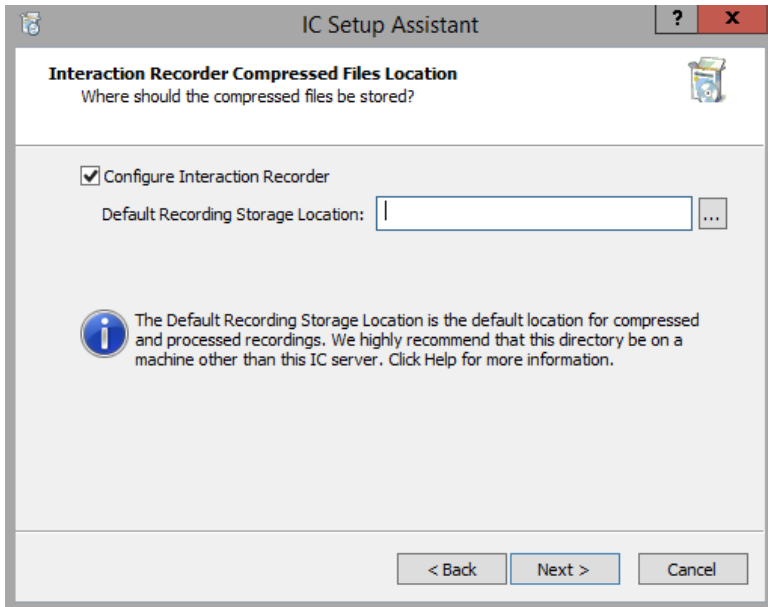 IC Setup Assistant
?
x
Interaction Recorder Compressed Files Location
Where should the compressed files be stored?
Configure Interaction Recorder
Default Recording Storage Location:
...
The Default Recording Storage Location is the default location for compressed
and processed recordings. We highly recommend that this directory be on a
machine other than this IC server. Click Help for more information.
< Back
Next >
Cancel